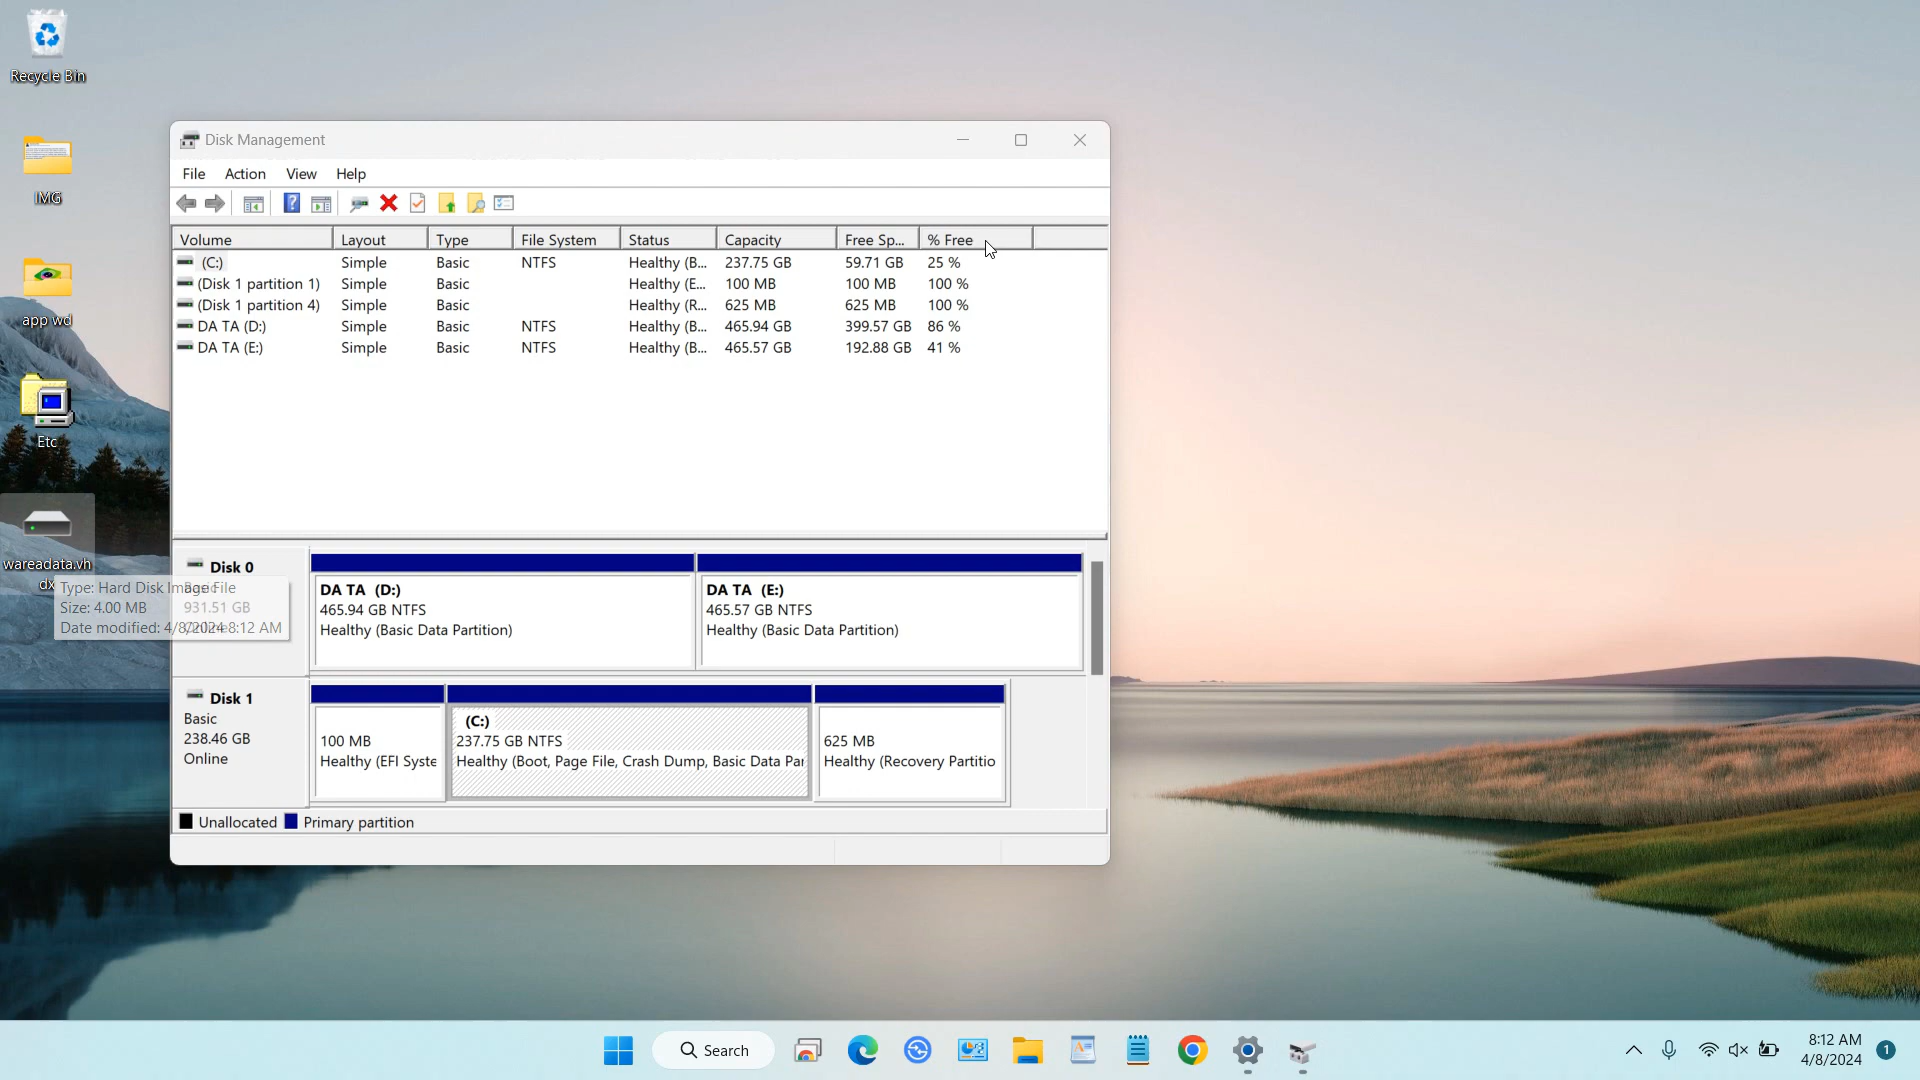 Recycle Bin
IMG
app wd
Etc
wareadata.vh
dx
Type: Hard Disk Image File
Size: 4.00 MB
Date modified: 4/8/2024 8:12 AM
Disk Management
File Action View Help
Volume Layout Type File System Status Capacity Free Sp... % Free
(C:) Simple Basic NTFS Healthy (B... 237.75 GB 59.71 GB 25 %
(Disk 1 partition 1) Simple Basic Healthy (E... 100 MB 100 MB 100 %
(Disk 1 partition 4) Simple Basic Healthy (R... 625 MB 625 MB 100 %
DA TA (D:) Simple Basic NTFS Healthy (B... 465.94 GB 399.57 GB 86 %
DA TA (E:) Simple Basic NTFS Healthy (B... 465.57 GB 192.88 GB 41 %
Disk 0
Basic
931.51 GB
Online
DA TA (D:)
465.94 GB NTFS
Healthy (Basic Data Partition)
DA TA (E:)
465.57 GB NTFS
Healthy (Basic Data Partition)
Disk 1
Basic
238.46 GB
Online
100 MB
Healthy (EFI Syste
(C:)
237.75 GB NTFS
Healthy (Boot, Page File, Crash Dump, Basic Data Par
625 MB
Healthy (Recovery Partitio
Unallocated Primary partition
Search
8:12 AM
4/8/2024
1